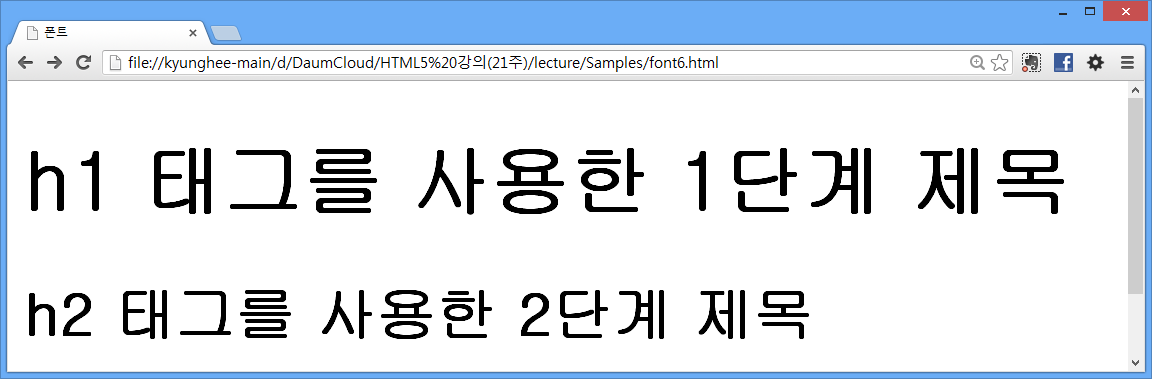 폰트
file://kyunghee-main/d/DaumCloud/HTML5%20강의(21주)/lecture/Samples/font6.html
h1 태그를 사용한 1단계 제목
h2 태그를 사용한 2단계 제목